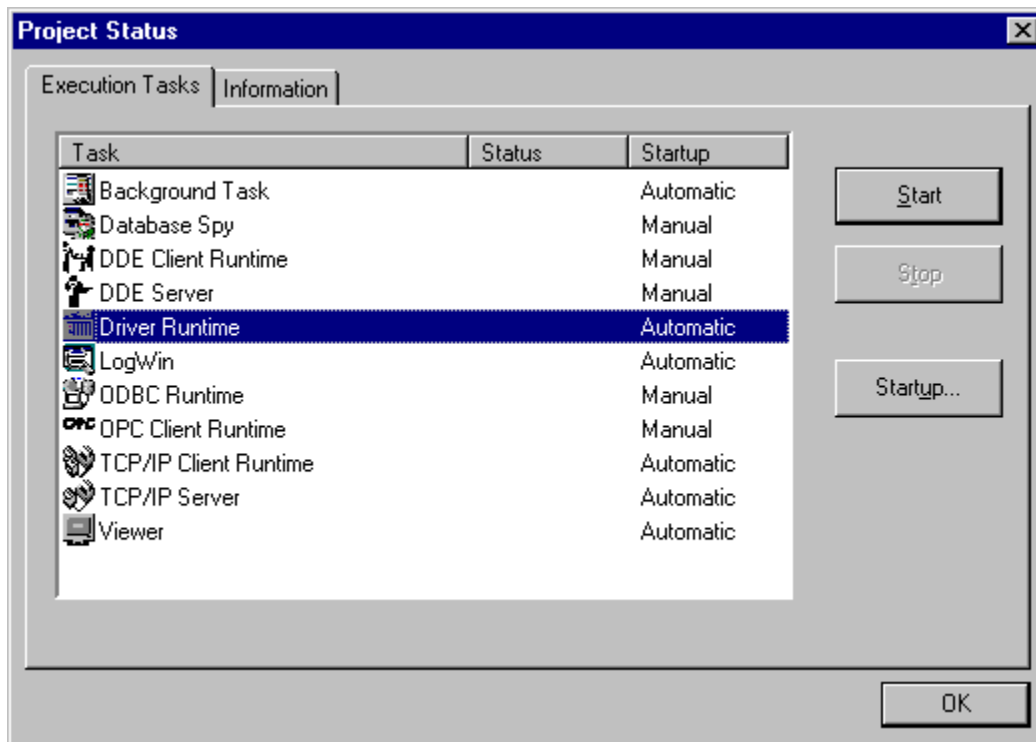 Project Status
Execution Tasks Information
Task Status Startup
Background Task Automatic
Database Spy Manual
DDE Client Runtime Manual
DDE Server Manual
Driver Runtime Automatic
LogWin Automatic
ODBC Runtime Manual
OPC OPC Client Runtime Manual
TCP/IP Client Runtime Automatic
TCP/IP Server Automatic
Viewer Automatic
Start
Stop
Startup...
OK